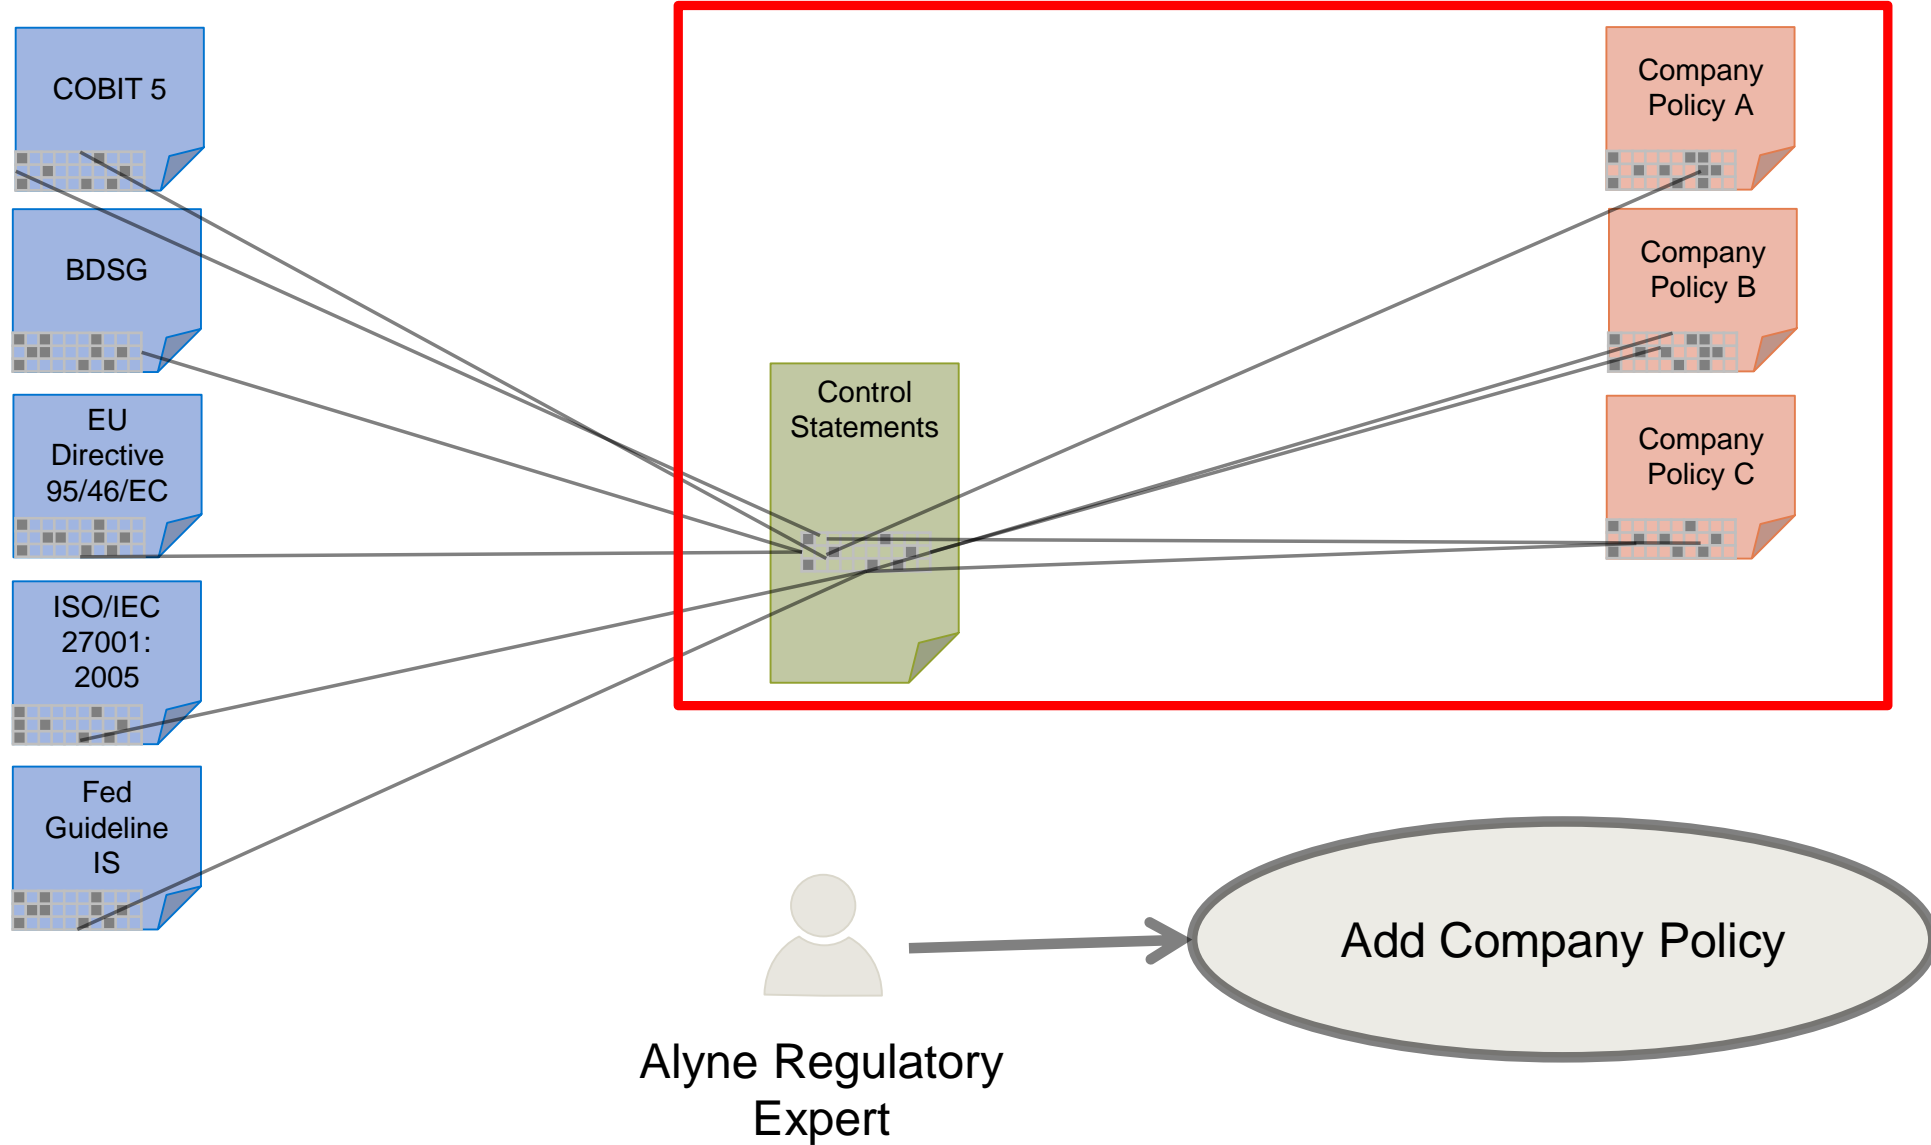 COBIT 5
BDSG
EU
Directive
95/46/EC
ISO/IEC
27001:
2005
Fed
Guideline
IS
Control
Statements
Company
Policy A
Company
Policy B
Company
Policy C
Add Company Policy
Alyne Regulatory
Expert